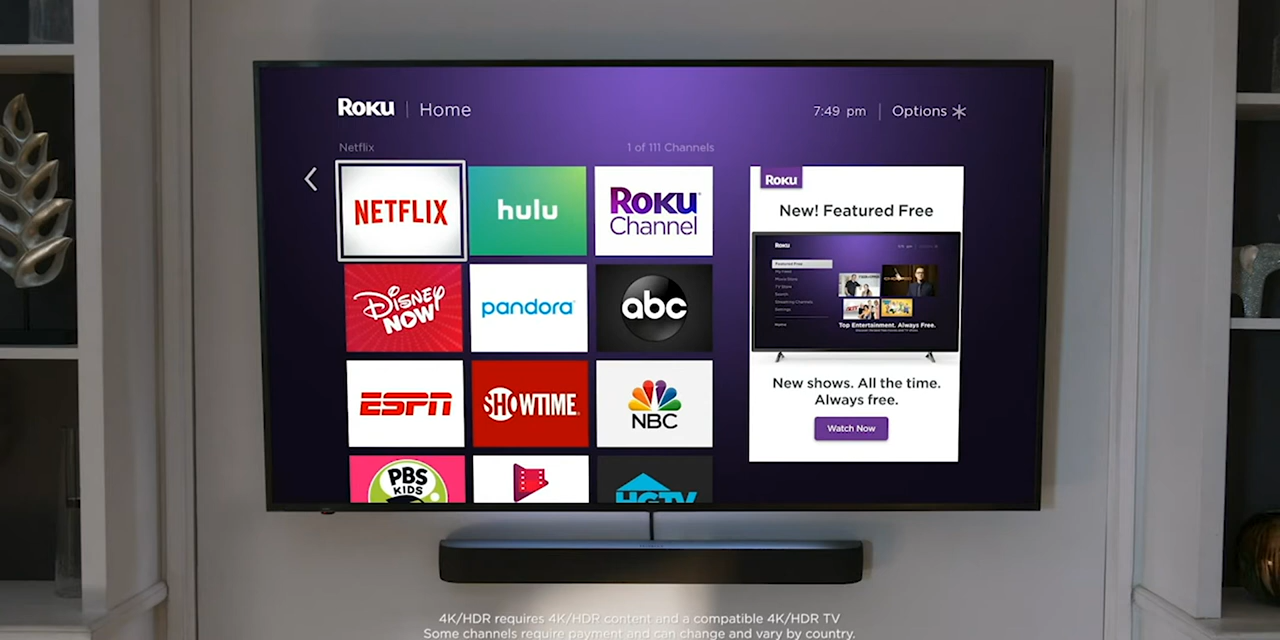 Roku | Home
7:49 pm | Options
Netflix
1 of 111 Channels
NETFLIX
hulu
Roku
Channel
Disney
NOW
pandora
abc
ESPN
SHOWTIME
NBC
PBS
KIDS
HGTV
Roku
New! Featured Free
Roku
Featured Free
Top Entertainment. Always Free.
New shows. All the time.
Always free.
Watch Now
4K/HDR requires 4K/HDR content and a compatible 4K/HDR TV
Some channels require payment and can change and vary by country.